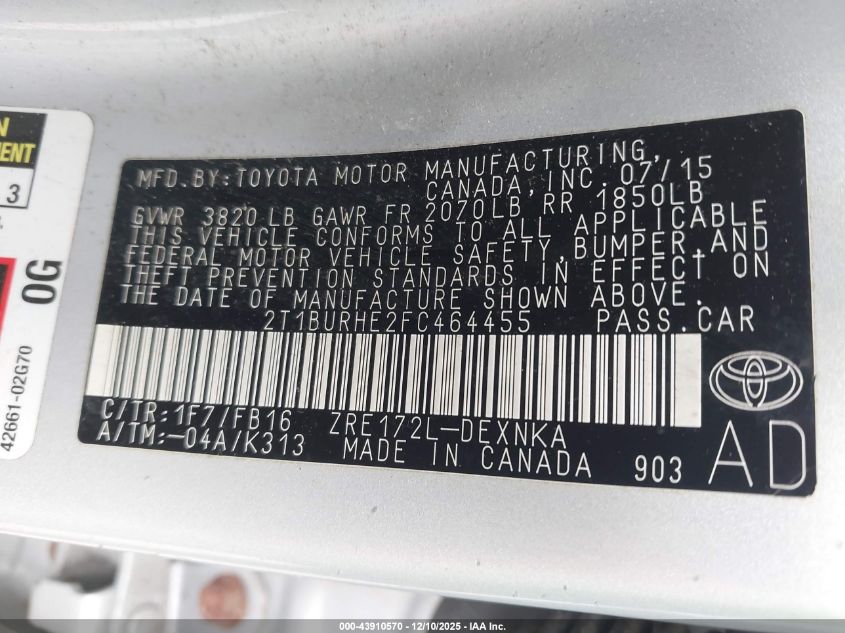 N
MENT
3
0G
42661-02G70
MFD.BY:TOYOTA MOTOR MANUFACTURING,
CANADA,INC. 07/15
GVWR 3820 LB GAWR FR 2070LB,RR 1850LB
THIS VEHICLE CONFORMS TO ALL APPLICABLE
FEDERAL MOTOR VEHICLE SAFETY,BUMPER,AND
THEFT PREVENTION STANDARDS IN EFFECT ON
THE DATE OF MANUFACTURE SHOWN ABOVE.
2T1BURHE2FC464455 PASS.CAR
C/TR:1F7/FB16 ZRE172L-DEXNKA
A/TM:-04A/K313 MADE IN CANADA 903
AD
000-43910570 - 12/10/2025 - IAA Inc.